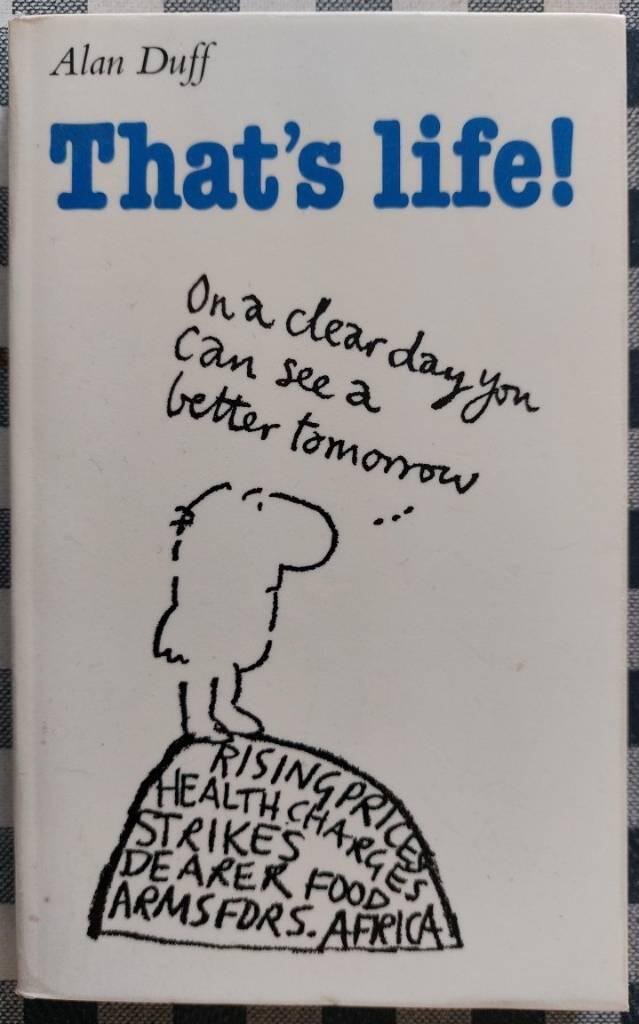 Alan Duff
That's life!
On a clear day you
can see a
better tomorrow
...
RISING PRICES
HEALTH CHARGES
STRIKES
DEARER FOOD
ARMS FOR S. AFRICA